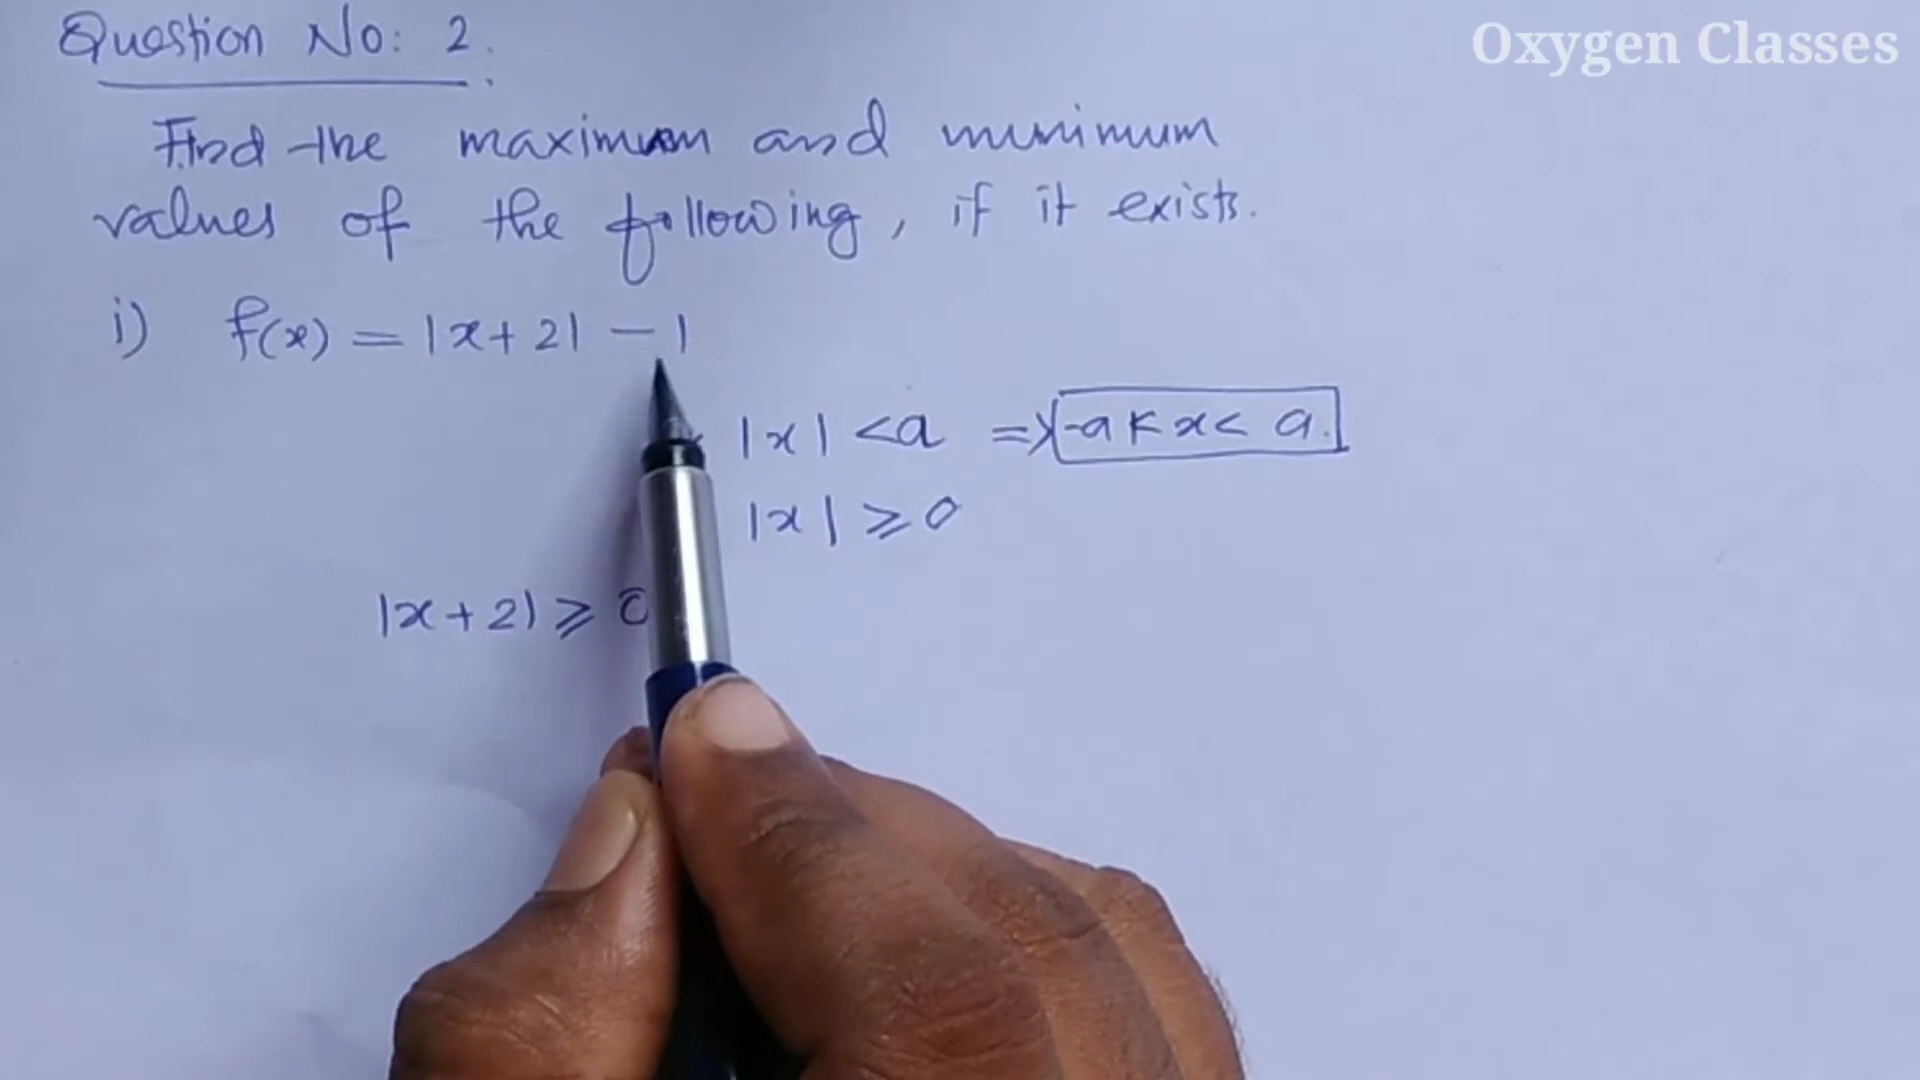 Oxygen Classes
Question No: 2.
Find the maximum and minimum
values of the following, if it exists.
i) f(x) = |x+2| - 1
|x| < a => -a < x < a.
|x| ≥ 0
|x+2| ≥ 0